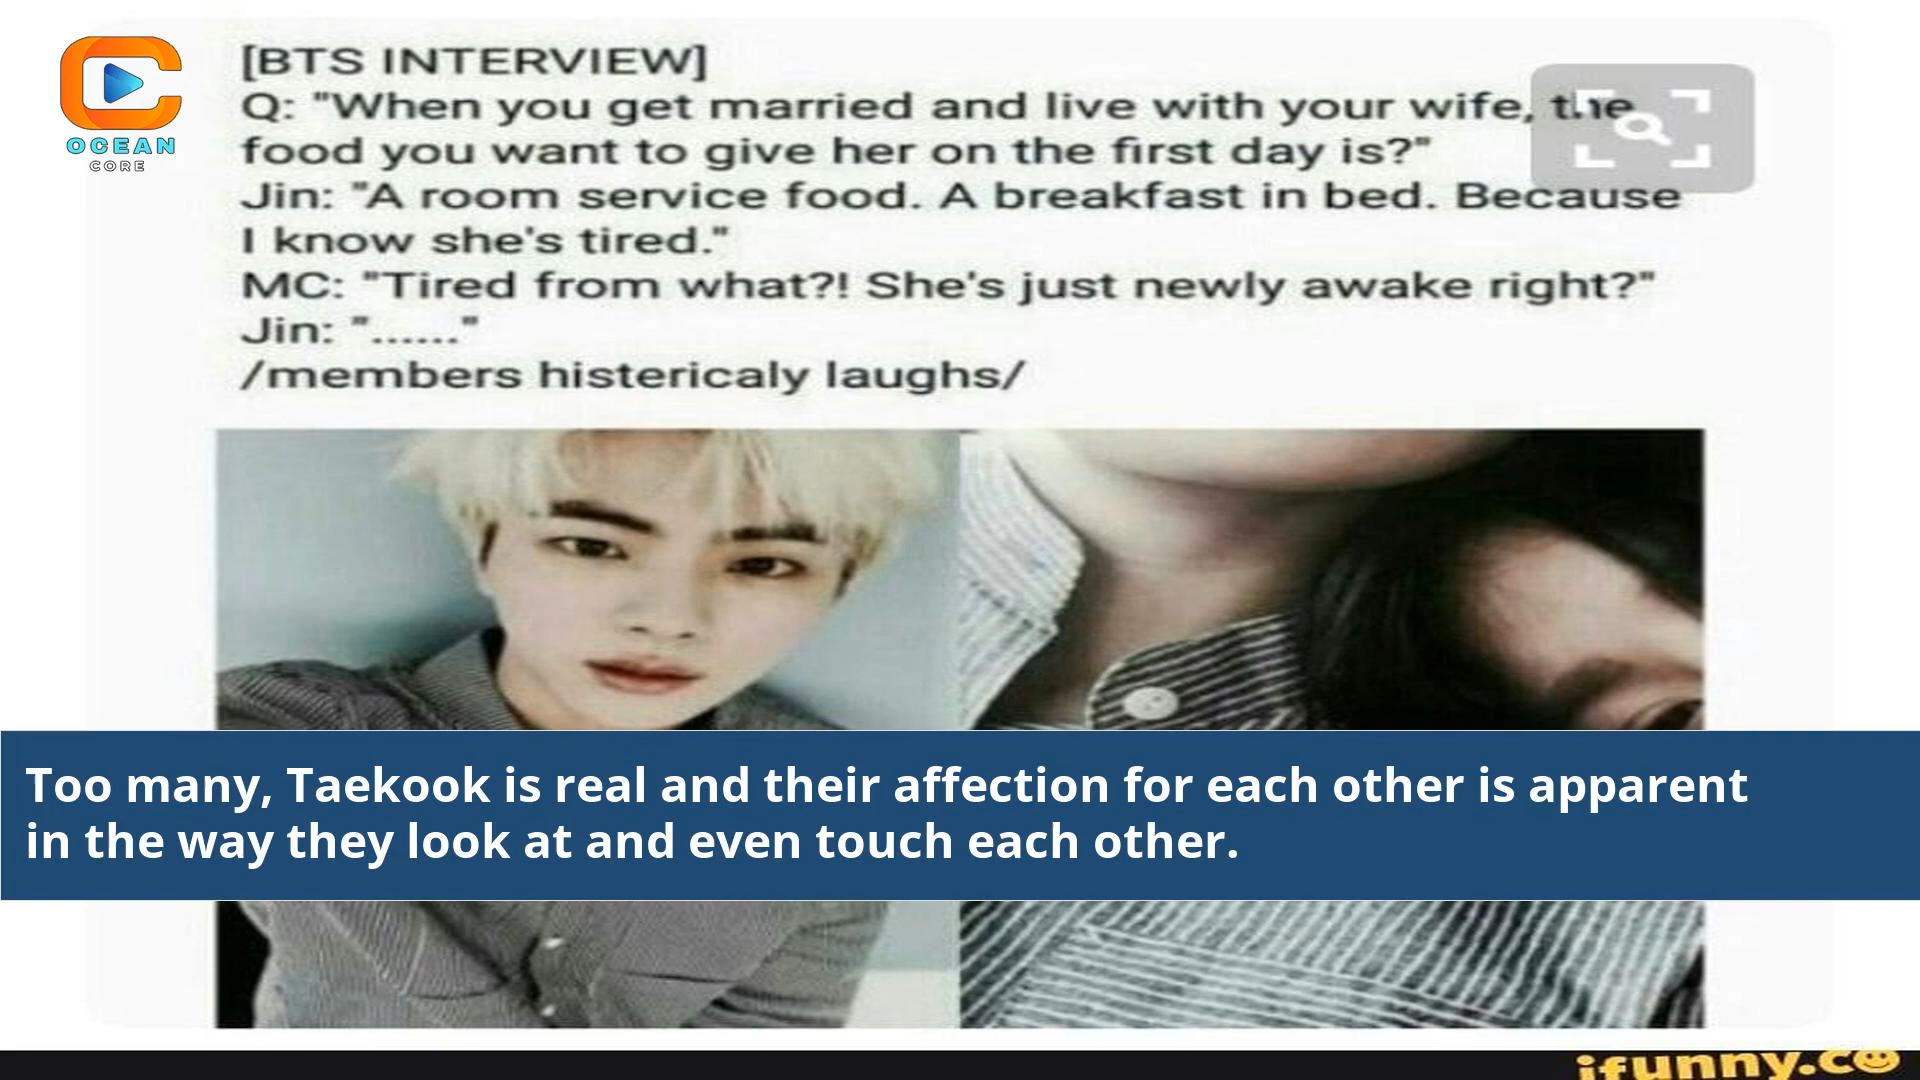 OCEAN
CORE
[BTS INTERVIEW]
Q: "When you get married and live with your wife, the
food you want to give her on the first day is?"
Jin: "A room service food. A breakfast in bed. Because
I know she's tired."
MC: "Tired from what?! She's just newly awake right?"
Jin: "......"
/members histericaly laughs/
Too many, Taekook is real and their affection for each other is apparent
in the way they look at and even touch each other.
ifunny.co